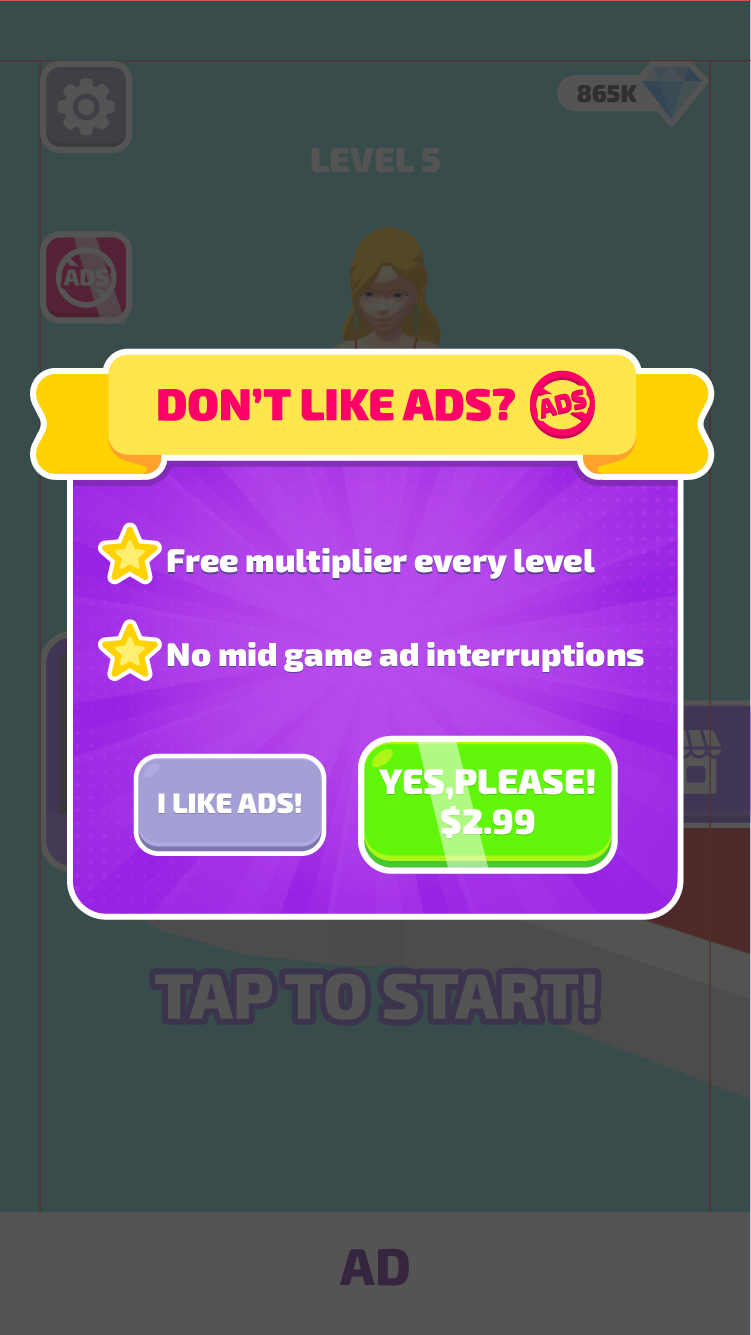 865K
LEVEL 5
ADS
DON'T LIKE ADS? ADS
Free multiplier every level
No mid game ad interruptions
I LIKE ADS!
YES,PLEASE!
$2.99
TAP TO START!
AD